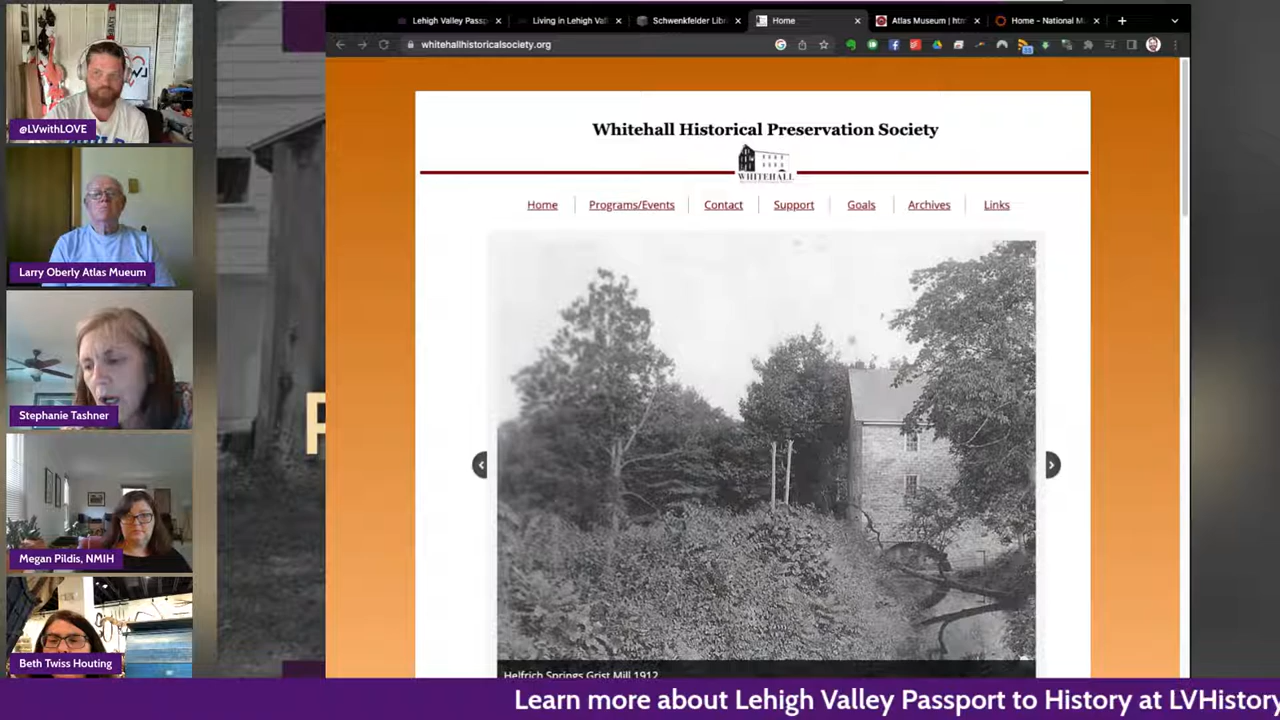 Lehigh Valley Passp
Living in Lehigh Vall
Schwenkfelder Libr
Home
Atlas Museum | htm
Home - National M
whitehallhistoricalsociety.org
Whitehall Historical Preservation Society
WHITEHALL
Home
Programs/Events
Contact
Support
Goals
Archives
Links
Helfrich Springs Grist Mill 1912
@LVwithLOVE
Larry Oberly Atlas Mueum
Stephanie Tashner
Megan Pildis, NMIH
Beth Twiss Houting
Learn more about Lehigh Valley Passport to History at LVHistory